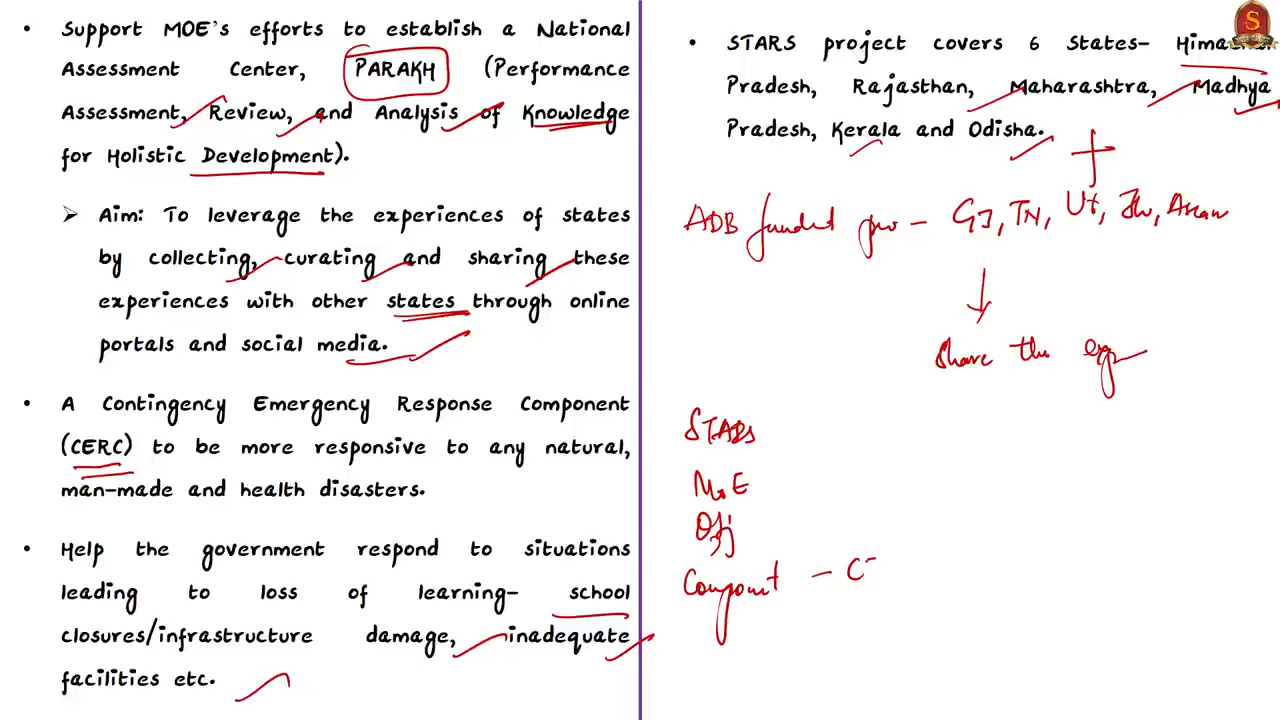 • Support MOE's efforts to establish a National
Assessment Center, PARAKH (Performance
Assessment, Review, and Analysis of Knowledge
for Holistic Development).
➢ Aim: To leverage the experiences of states
by collecting, curating and sharing these
experiences with other states through online
portals and social media.
• A Contingency Emergency Response Component
(CERC) to be more responsive to any natural,
man-made and health disasters.
• Help the government respond to situations
leading to loss of learning- school
closures/infrastructure damage, inadequate
facilities etc.
• STARS project covers 6 States- Himachal
Pradesh, Rajasthan, Maharashtra, Madhya
Pradesh, Kerala and Odisha.
+
ADB funded pro - GJ, TN, Ut, Jhr, Assam
Share the exp
STARS
MoE
Obj
Component - C
S